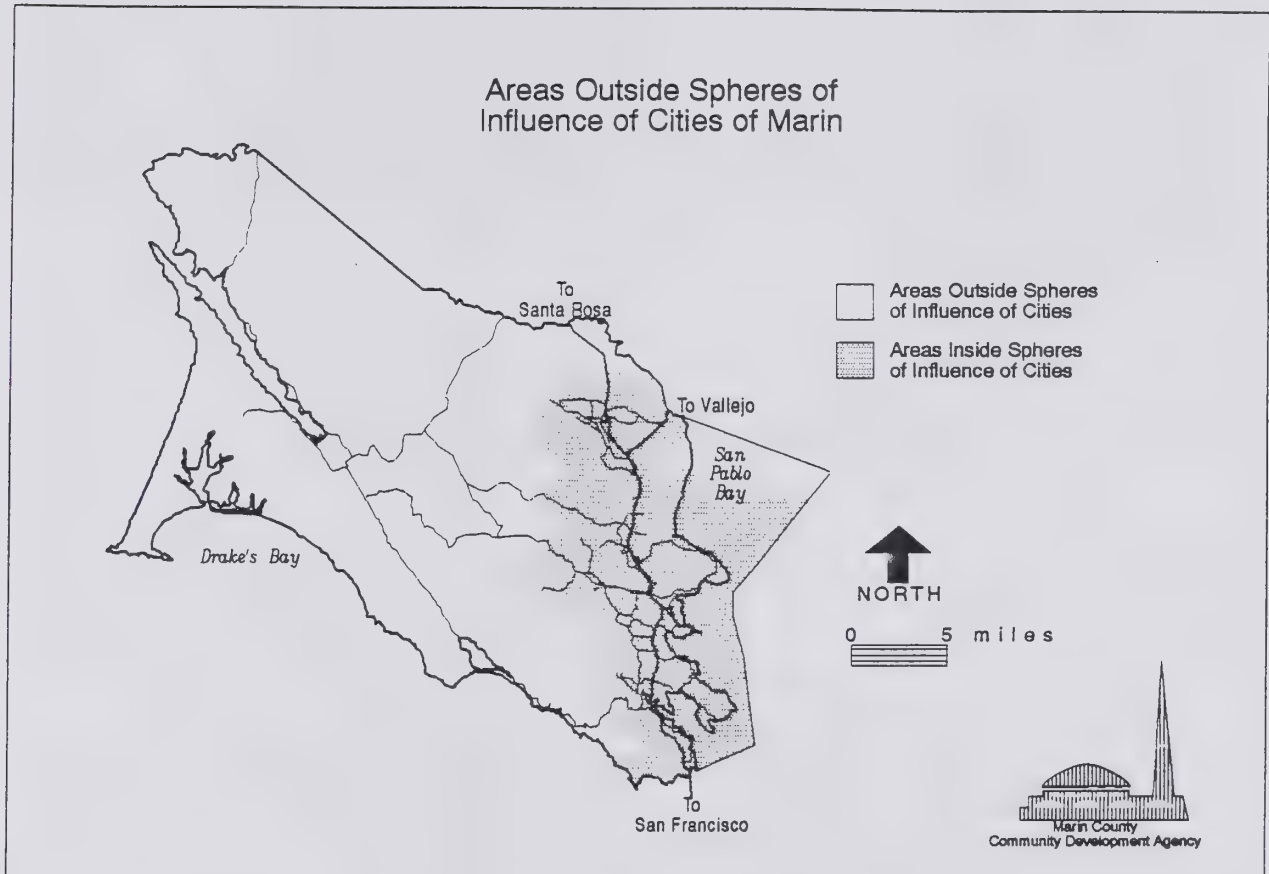 Areas Outside Spheres of
Influence of Cities of Marin
To
Santa Rosa
Areas Outside Spheres
of Influence of Cities
Areas Inside Spheres
of Influence of Cities
To Vallejo
San
Pablo
Bay
Drake's Bay
NORTH
0 5 miles
To
San Francisco
Marin County
Community Development Agency